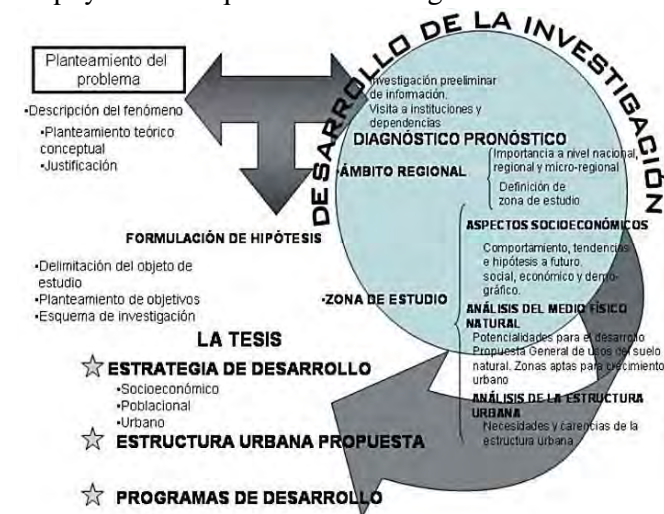 DESARROLLO DE LA INVESTIGACIÓN
Planteamiento del
problema
•Descripción del fenómeno
•Planteamiento teórico
conceptual
•Justificación
Investigación preeliminar
de información.
Visita a instituciones y
dependencias
DIAGNÓSTICO PRONÓSTICO
•ÁMBITO REGIONAL
Importancia a nivel nacional,
regional y micro-regional
Definición de
zona de estudio
FORMULACIÓN DE HIPÓTESIS
•Delimitación del objeto de
estudio
•Planteamiento de objetivos
•Esquema de investigación
•ZONA DE ESTUDIO
ASPECTOS SOCIOECONÓMICOS
Comportamiento, tendencias
e hipótesis a futuro.
social, económico y demo-
gráfico.
ANÁLISIS DEL MEDIO FÍSICO
NATURAL
Potencialidades para el desarrollo
Propuesta General de usos del suelo
natural. Zonas aptas para crecimiento
urbano
ANÁLISIS DE LA ESTRUCTURA
URBANA
Necesidades y carencias de la
estructura urbana
LA TESIS
ESTRATEGIA DE DESARROLLO
•Socioeconómico
•Poblacional
•Urbano
ESTRUCTURA URBANA PROPUESTA
PROGRAMAS DE DESARROLLO